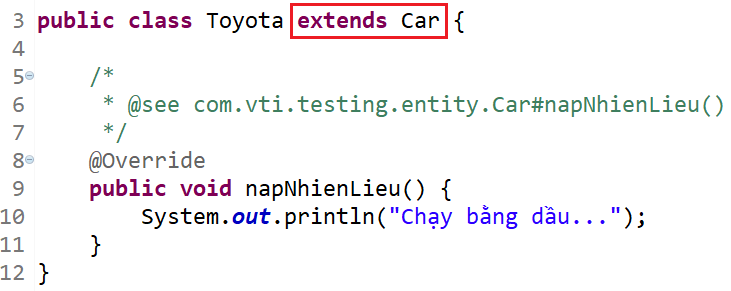 3 public class Toyota extends Car {
4
5 /*
6 * @see com.vti.testing.entity.Car#napNhienLieu()
7 */
8 @Override
9 public void napNhienLieu() {
10 System.out.println("Chạy bằng dầu...");
11 }
12 }